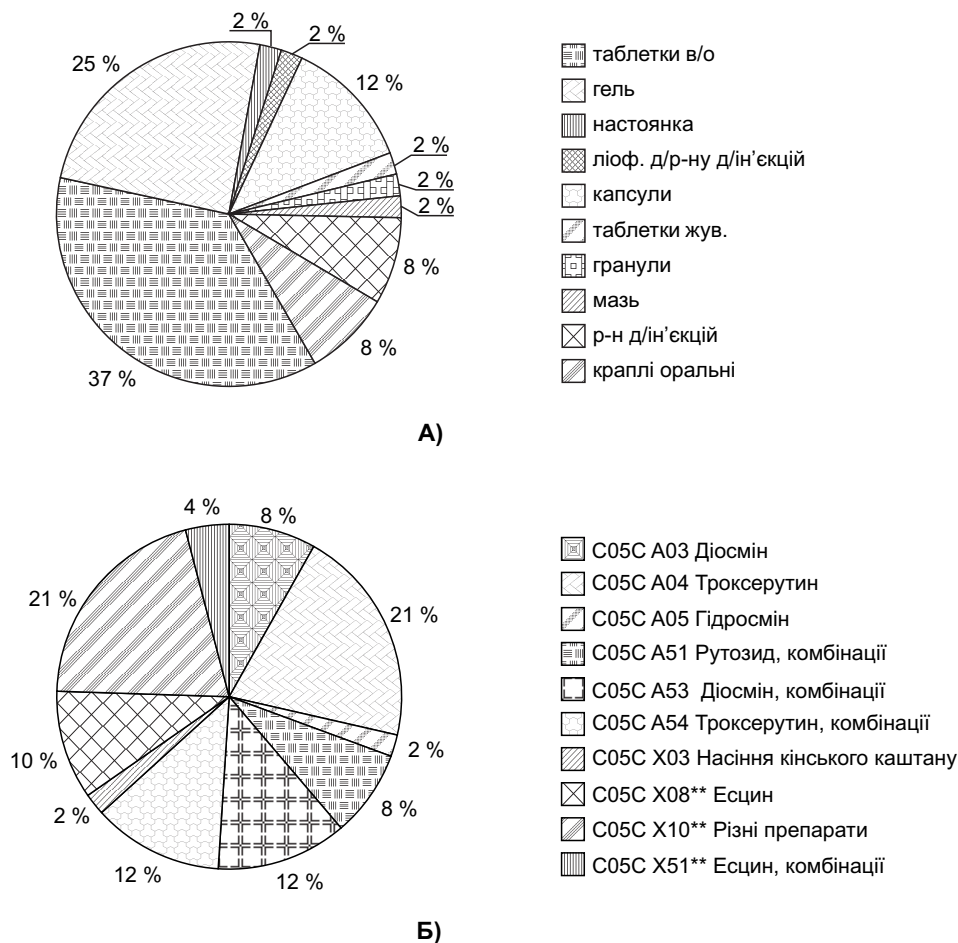 2 %
2 %
25 %
12 %
2 %
2 %
2 %
8 %
8 %
37 %
таблетки в/о
гель
настоянка
ліоф. д/р-ну д/ін’єкцій
капсули
таблетки жув.
гранули
мазь
р-н д/ін’єкцій
краплі оральні
А)
4 %
8 %
21 %
21 %
2 %
10 %
8 %
2 %
12 %
12 %
C05C A03 Діосмін
C05C A04 Троксерутин
C05C A05 Гідросмін
C05C A51 Рутозид, комбінації
C05C A53 Діосмін, комбінації
C05C A54 Троксерутин, комбінації
C05C X03 Насіння кінського каштану
C05C X08** Есцин
C05C X10** Різні препарати
C05C X51** Есцин, комбінації
Б)